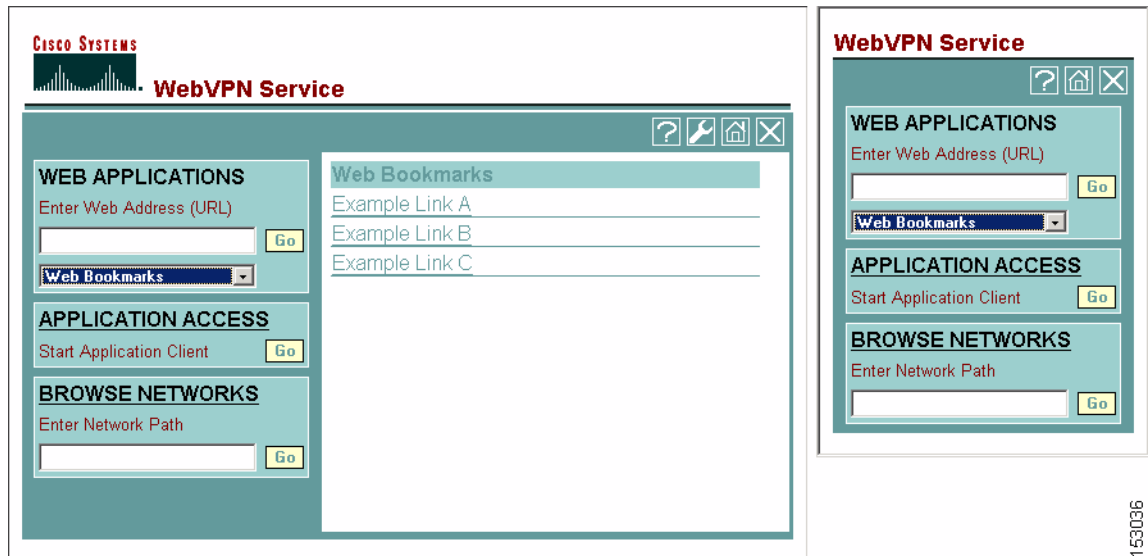 CISCO SYSTEMS
WebVPN Service
?
WEB APPLICATIONS
Enter Web Address (URL)
Go
Web Bookmarks
APPLICATION ACCESS
Start Application Client
Go
BROWSE NETWORKS
Enter Network Path
Go
Web Bookmarks
Example Link A
Example Link B
Example Link C
WebVPN Service
?
WEB APPLICATIONS
Enter Web Address (URL)
Go
Web Bookmarks
APPLICATION ACCESS
Start Application Client
Go
BROWSE NETWORKS
Enter Network Path
Go
153036